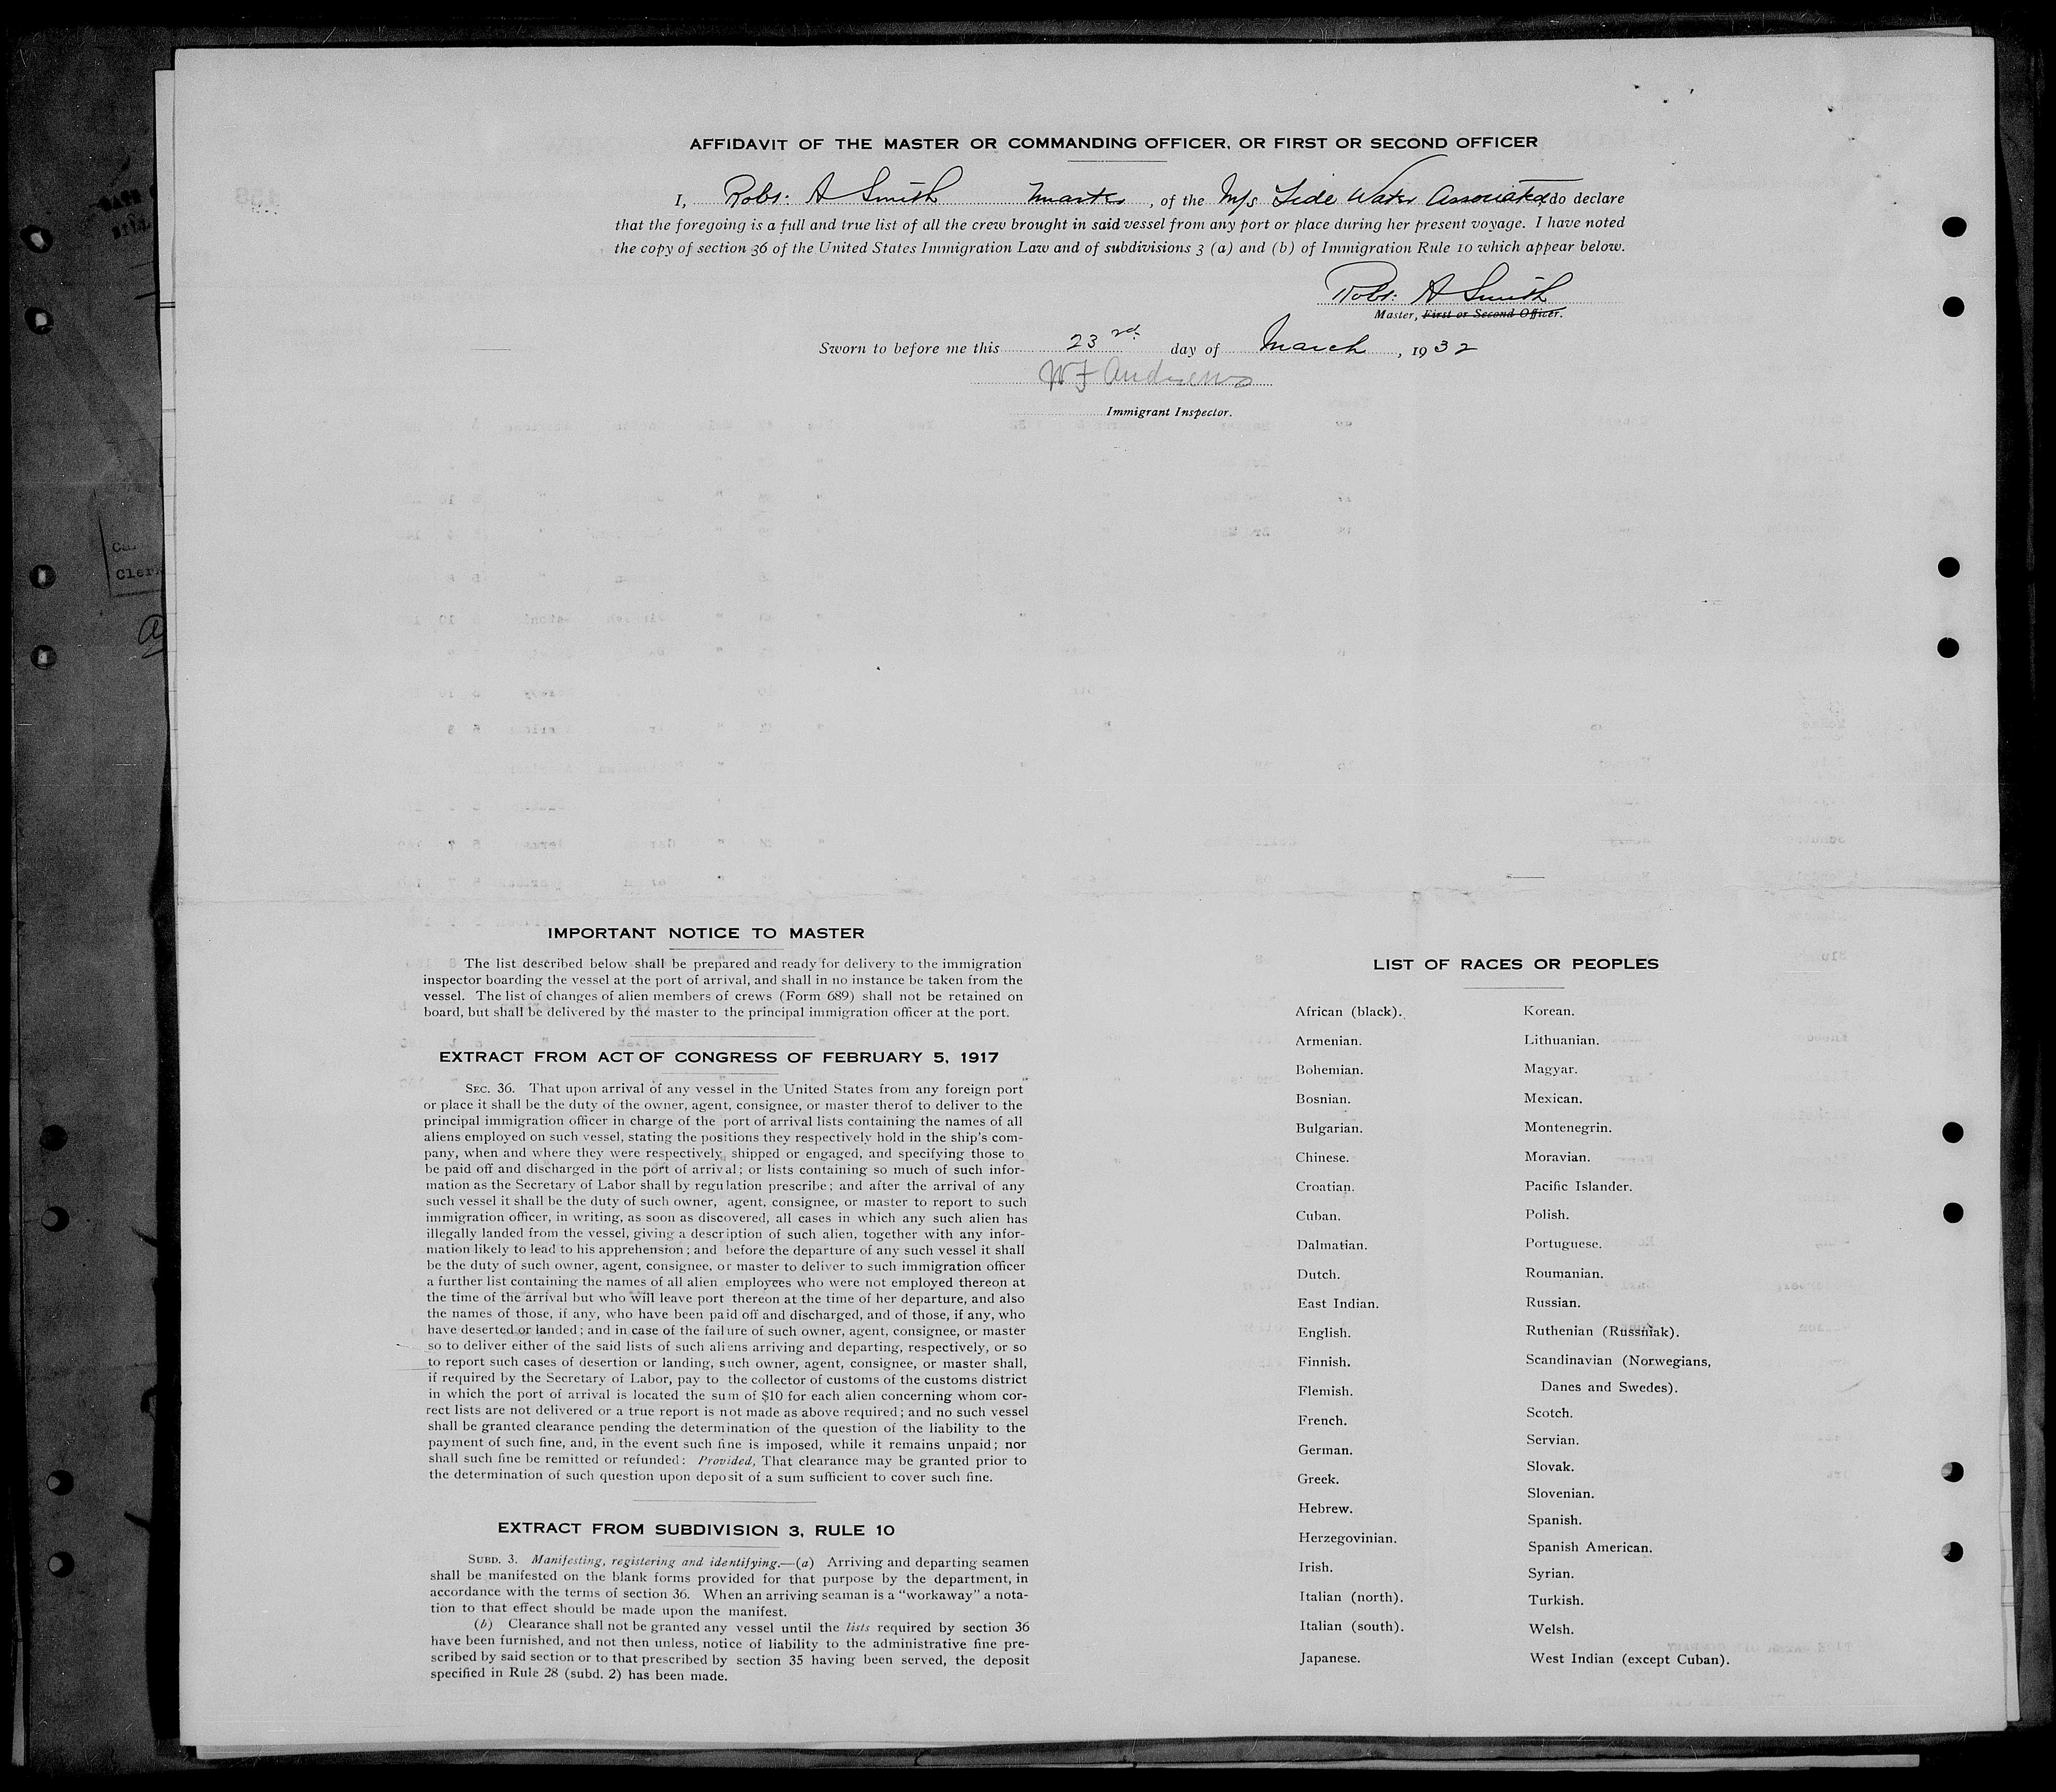 AFFIDAVIT OF THE MASTER OR COMMANDING OFFICER, OR FIRST OR SECOND OFFICER
I, Robt. A Smith Master, of the M/s Tide Water Associated do declare
that the foregoing is a full and true list of all the crew brought in said vessel from any port or place during her present voyage. I have noted
the copy of section 36 of the United States Immigration Law and of subdivisions 3 (a) and (b) of Immigration Rule 10 which appear below.
Robt. A Smith
Master, First or Second Officer.
Sworn to before me this 23rd day of March, 1932
W F Andrews
Immigrant Inspector.
Clerk
IMPORTANT NOTICE TO MASTER
The list described below shall be prepared and ready for delivery to the immigration
inspector boarding the vessel at the port of arrival, and shall in no instance be taken from the
vessel. The list of changes of alien members of crews (Form 689) shall not be retained on
board, but shall be delivered by the master to the principal immigration officer at the port.
EXTRACT FROM ACT OF CONGRESS OF FEBRUARY 5, 1917
SEC. 36. That upon arrival of any vessel in the United States from any foreign port
or place it shall be the duty of the owner, agent, consignee, or master therof to deliver to the
principal immigration officer in charge of the port of arrival lists containing the names of all
aliens employed on such vessel, stating the positions they respectively hold in the ship's com-
pany, when and where they were respectively shipped or engaged, and specifying those to
be paid off and discharged in the port of arrival; or lists containing so much of such infor-
mation as the Secretary of Labor shall by regulation prescribe; and after the arrival of any
such vessel it shall be the duty of such owner, agent, consignee, or master to report to such
immigration officer, in writing, as soon as discovered, all cases in which any such alien has
illegally landed from the vessel, giving a description of such alien, together with any infor-
mation likely to lead to his apprehension; and before the departure of any such vessel it shall
be the duty of such owner, agent, consignee, or master to deliver to such immigration officer
a further list containing the names of all alien employees who were not employed thereon at
the time of the arrival but who will leave port thereon at the time of her departure, and also
the names of those, if any, who have been paid off and discharged, and of those, if any, who
have deserted or landed; and in case of the failure of such owner, agent, consignee, or master
so to deliver either of the said lists of such aliens arriving and departing, respectively, or so
to report such cases of desertion or landing, such owner, agent, consignee, or master shall,
if required by the Secretary of Labor, pay to the collector of customs of the customs district
in which the port of arrival is located the sum of $10 for each alien concerning whom cor-
rect lists are not delivered or a true report is not made as above required; and no such vessel
shall be granted clearance pending the determination of the question of the liability to the
payment of such fine, and, in the event such fine is imposed, while it remains unpaid; nor
shall such fine be remitted or refunded: Provided, That clearance may be granted prior to
the determination of such question upon deposit of a sum sufficient to cover such fine.
EXTRACT FROM SUBDIVISION 3, RULE 10
SUBD. 3. Manifesting, registering and identifying.—(a) Arriving and departing seamen
shall be manifested on the blank forms provided for that purpose by the department, in
accordance with the terms of section 36. When an arriving seaman is a "workaway" a nota-
tion to that effect should be made upon the manifest.
(b) Clearance shall not be granted any vessel until the lists required by section 36
have been furnished, and not then unless, notice of liability to the administrative fine pre-
scribed by said section or to that prescribed by section 35 having been served, the deposit
specified in Rule 28 (subd. 2) has been made.
LIST OF RACES OR PEOPLES
African (black).
Armenian.
Bohemian.
Bosnian.
Bulgarian.
Chinese.
Croatian.
Cuban.
Dalmatian.
Dutch.
East Indian.
English.
Finnish.
Flemish.
French.
German.
Greek.
Hebrew.
Herzegovinian.
Irish.
Italian (north).
Italian (south).
Japanese.
Korean.
Lithuanian.
Magyar.
Mexican.
Montenegrin.
Moravian.
Pacific Islander.
Polish.
Portuguese.
Roumanian.
Russian.
Ruthenian (Russniak).
Scandinavian (Norwegians,
Danes and Swedes).
Scotch.
Servian.
Slovak.
Slovenian.
Spanish.
Spanish American.
Syrian.
Turkish.
Welsh.
West Indian (except Cuban).